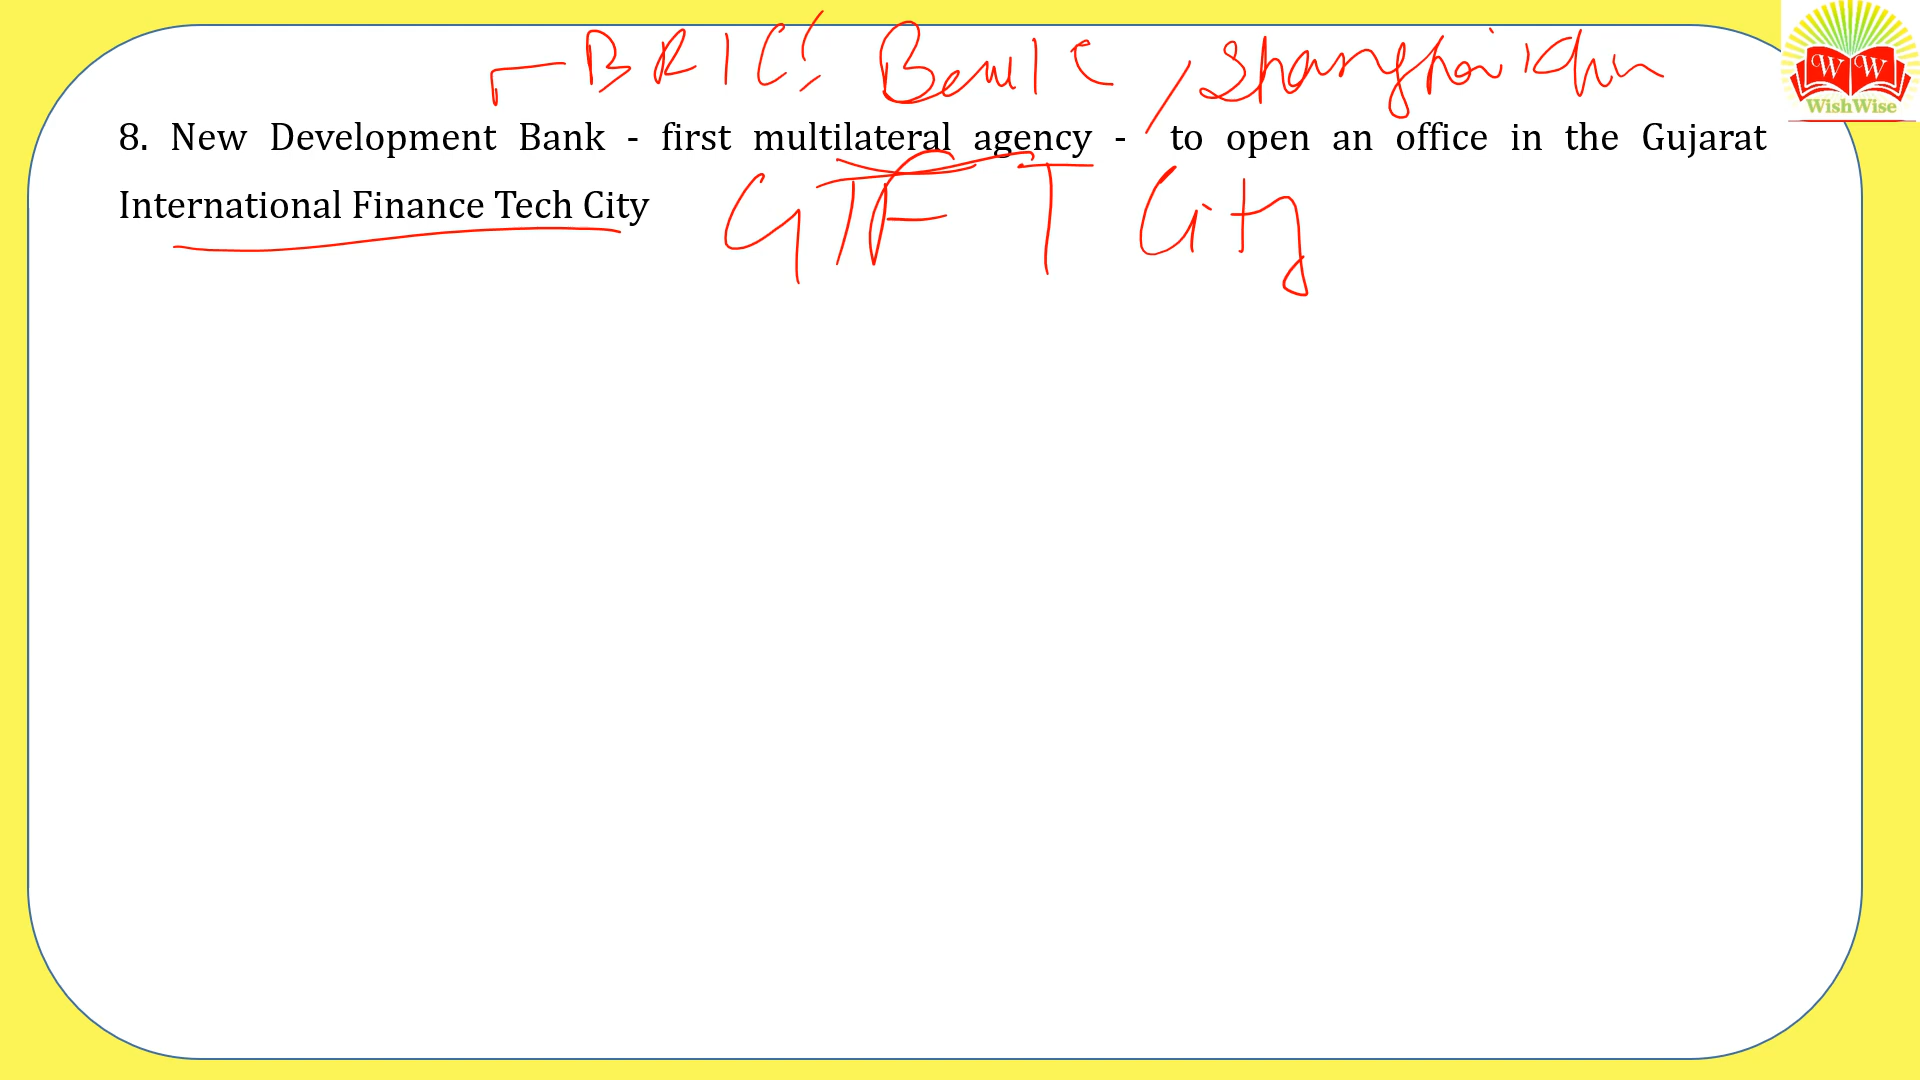 BRICS Bank, Shanghai, Chin
W W
WishWise
8. New Development Bank - first multilateral agency - to open an office in the Gujarat
International Finance Tech City
GIFT City